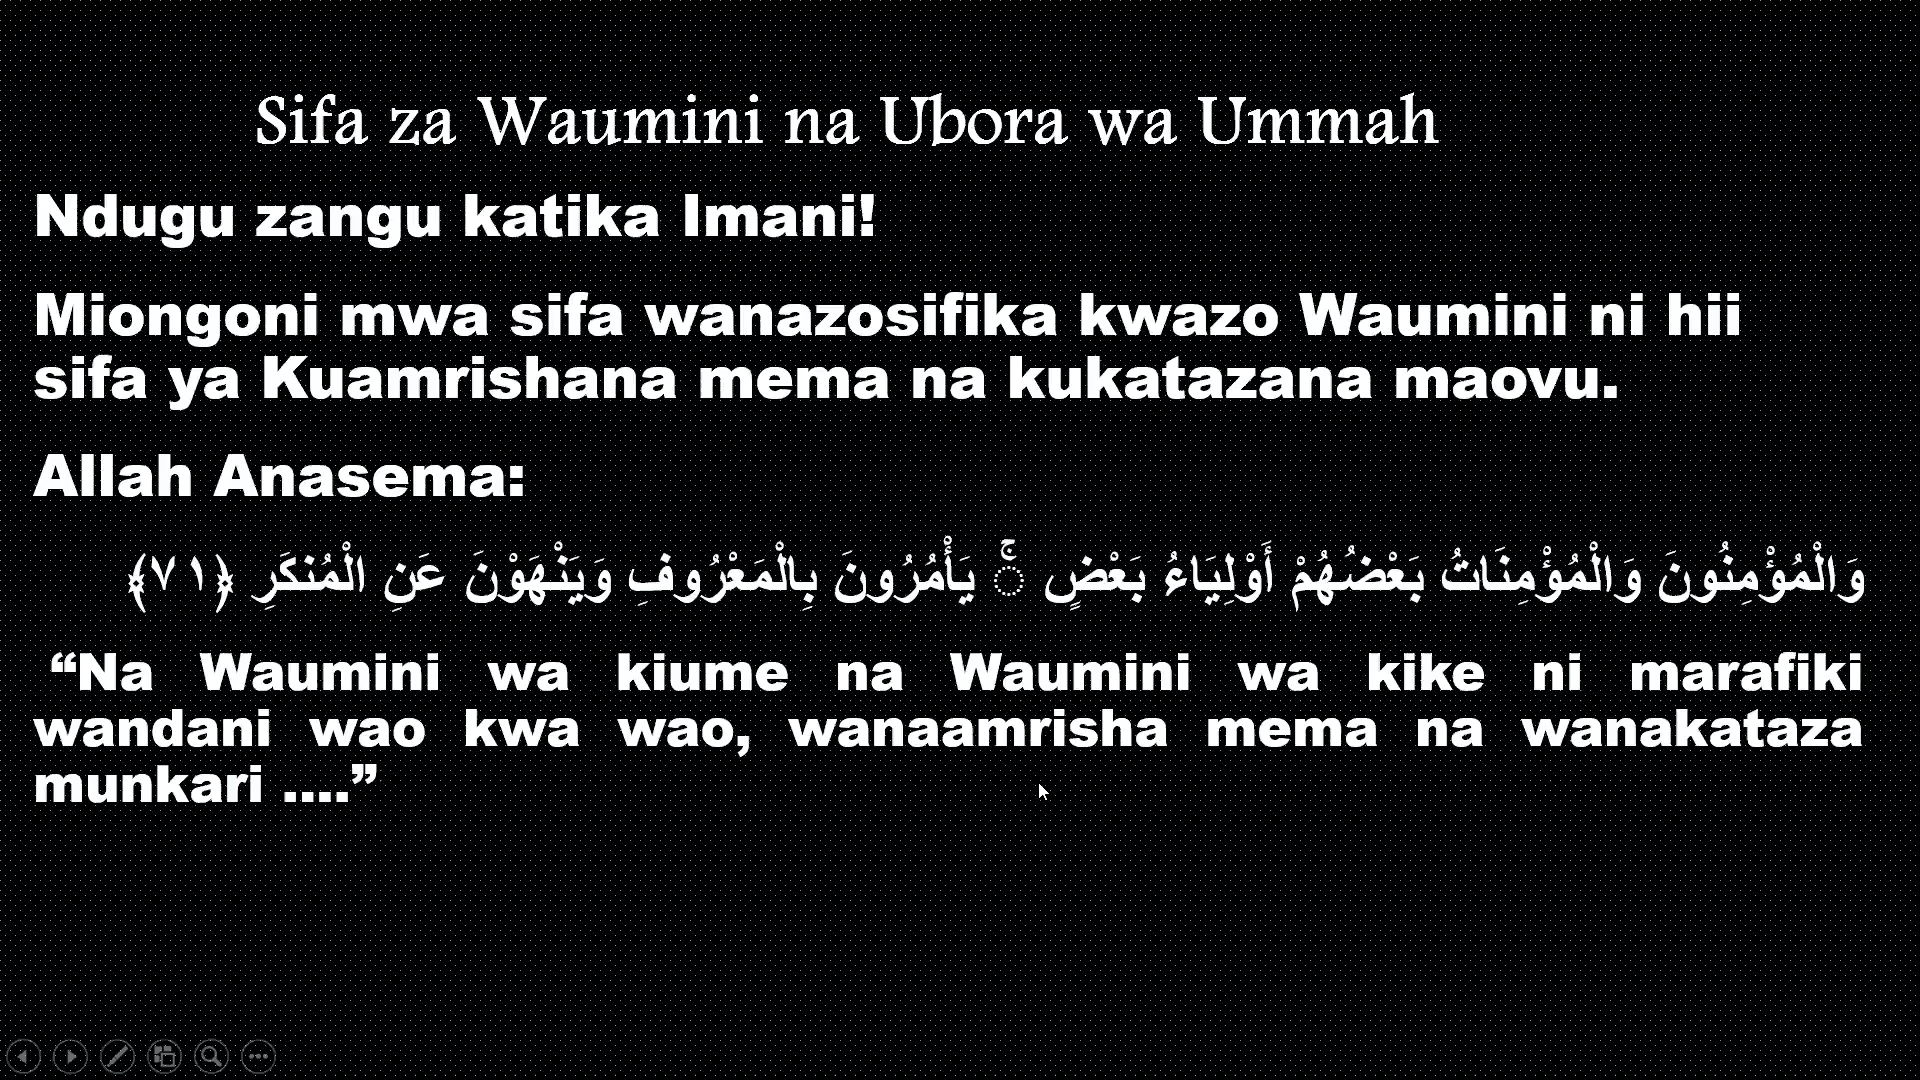 Sifa za Waumini na Ubora wa Ummah
Ndugu zangu katika Imani!
Miongoni mwa sifa wanazosifika kwazo Waumini ni hii
sifa ya Kuamrishana mema na kukatazana maovu.
Allah Anasema:
وَالْمُؤْمِنُونَ وَالْمُؤْمِنَاتُ بَعْضُهُمْ أَوْلِيَاءُ بَعْضٍ ۚ يَأْمُرُونَ بِالْمَعْرُوفِ وَيَنْهَوْنَ عَنِ الْمُنكَرِ ﴿٧١﴾
“Na Waumini wa kiume na Waumini wa kike ni marafiki
wandani wao kwa wao, wanaamrisha mema na wanakataza
munkari ....”